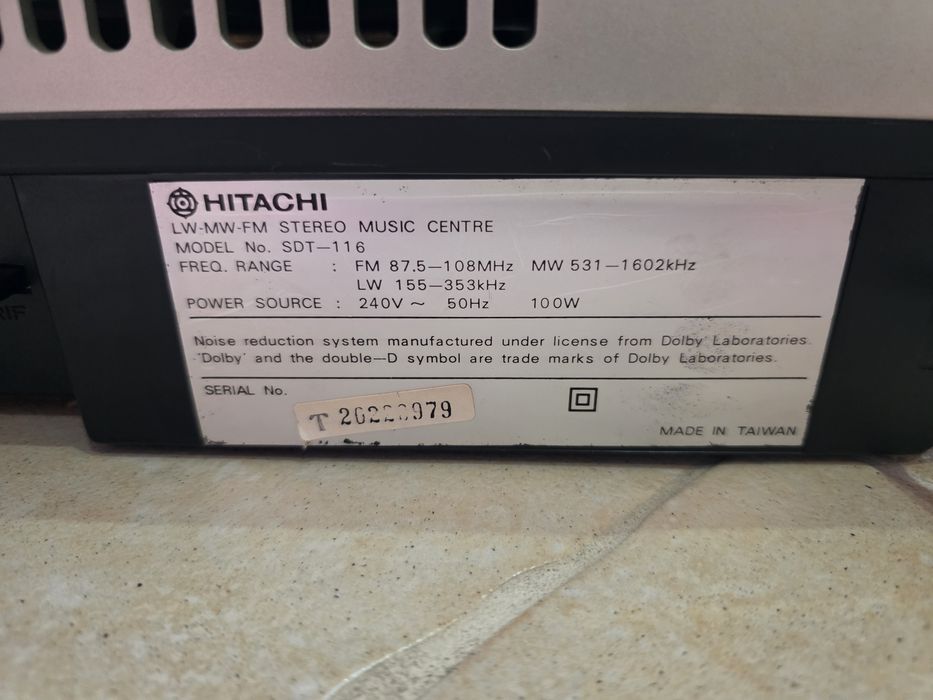 HITACHI
LW-MW-FM STEREO MUSIC CENTRE
MODEL No. SDT-116
FREQ. RANGE : FM 87.5-108MHz MW 531-1602kHz
LW 155-353kHz
POWER SOURCE : 240V ~ 50Hz 100W
Noise reduction system manufactured under license from Dolby Laboratories.
'Dolby' and the double-D symbol are trade marks of Dolby Laboratories.
SERIAL No.
T
MADE IN TAIWAN